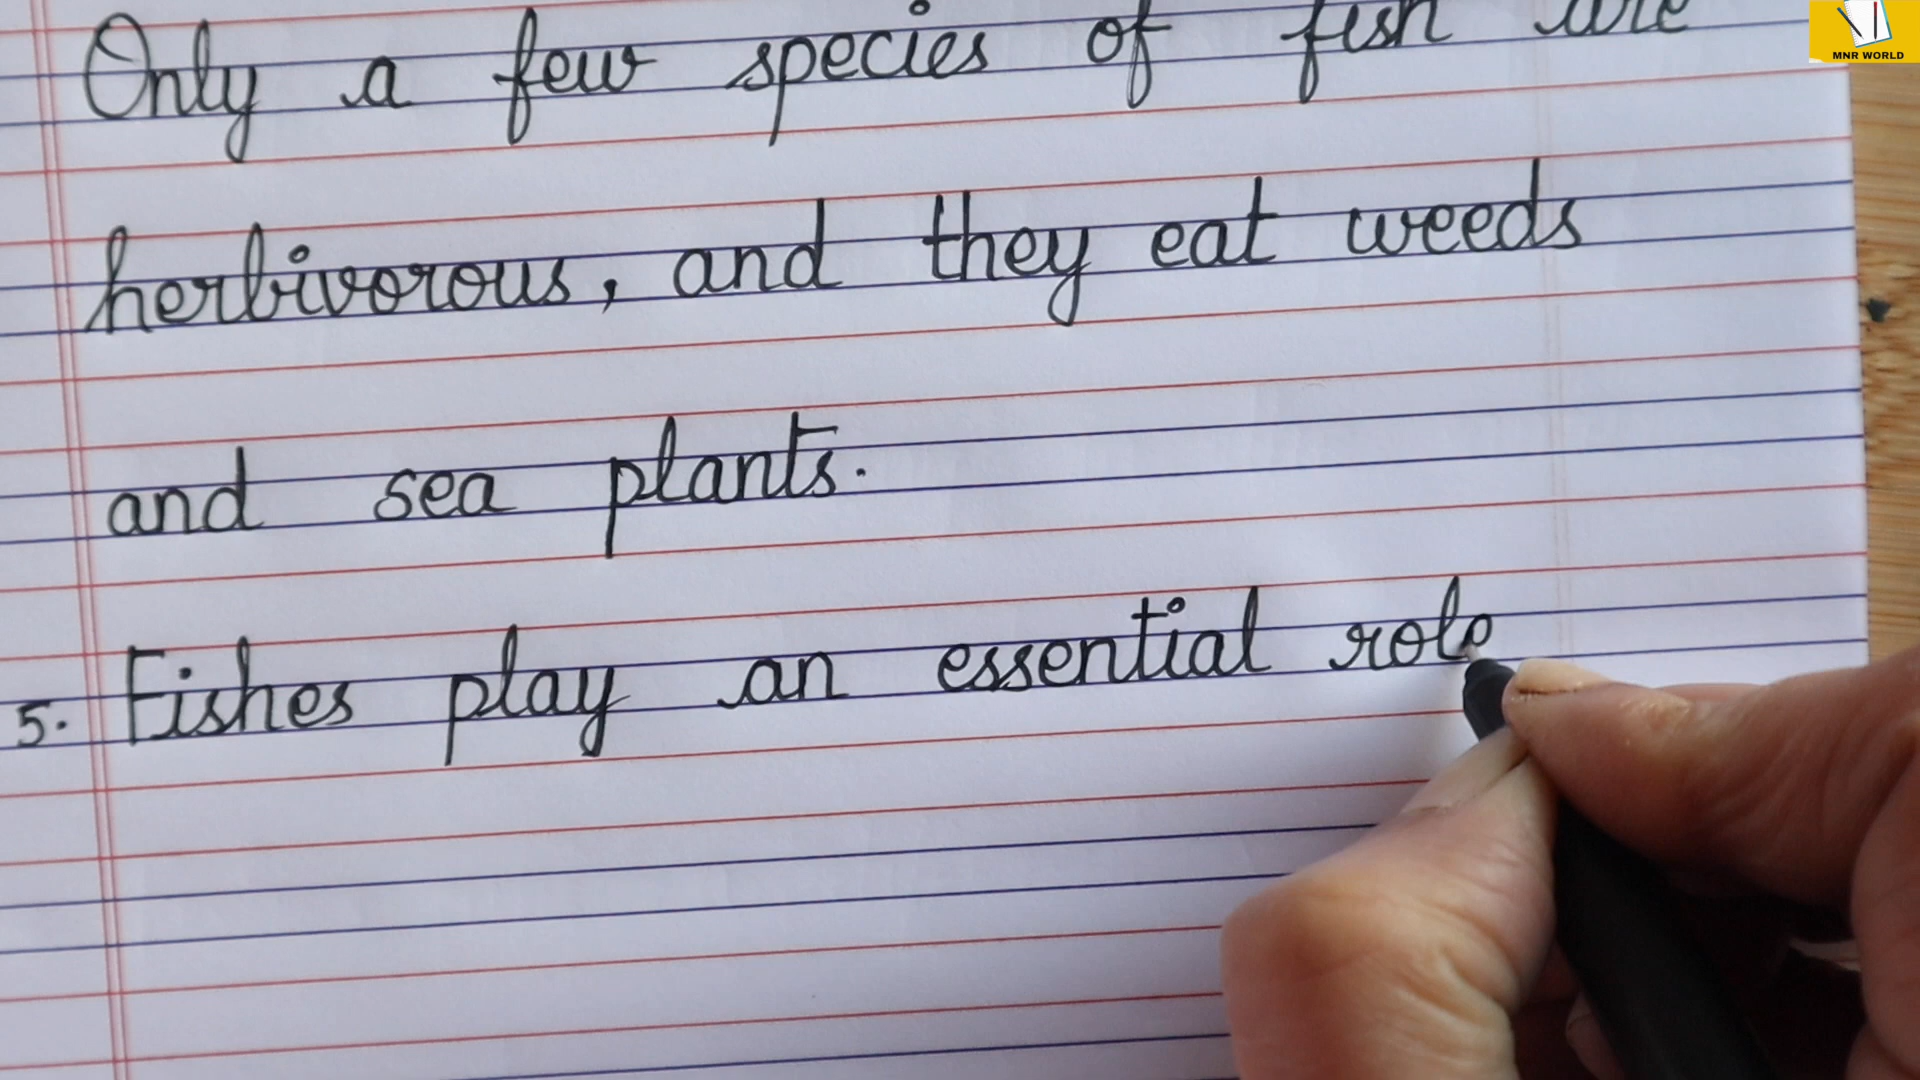 Only a few species of fish are
MNR WORLD
herbivorous, and they eat weeds
and sea plants.
5. Fishes play an essential role